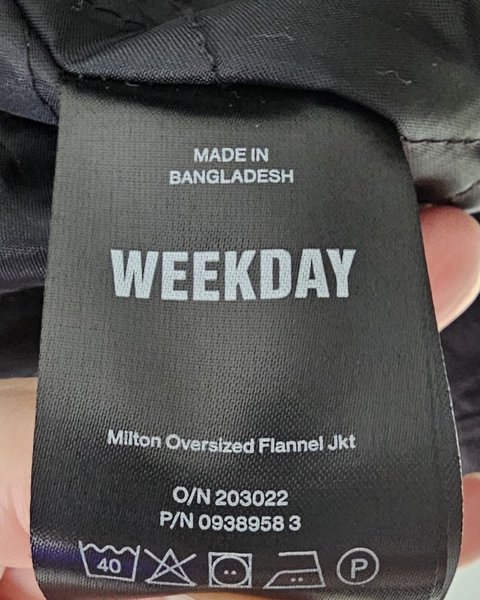 MADE IN
BANGLADESH
WEEKDAY
Milton Oversized Flannel Jkt
O/N 203022
P/N 0938958 3
40 P